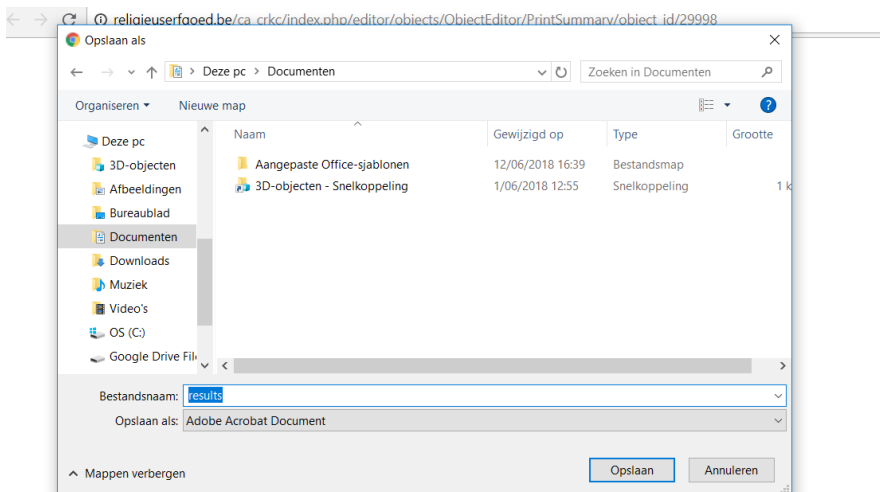 religieuserfgoed.be/ca_crkc/index.php/editor/objects/ObjectEditor/PrintSummary/object_id/29998
Opslaan als
Deze pc > Documenten
Zoeken in Documenten
Organiseren
Nieuwe map
Naam
Gewijzigd op
Type
Grootte
Deze pc
3D-objecten
Afbeeldingen
Bureaublad
Documenten
Downloads
Muziek
Video's
OS (C:)
Google Drive File
Aangepaste Office-sjablonen
12/06/2018 16:39
Bestandsmap
3D-objecten - Snelkoppeling
1/06/2018 12:55
Snelkoppeling
1 k
Bestandsnaam: results
Opslaan als: Adobe Acrobat Document
Mappen verbergen
Opslaan
Annuleren